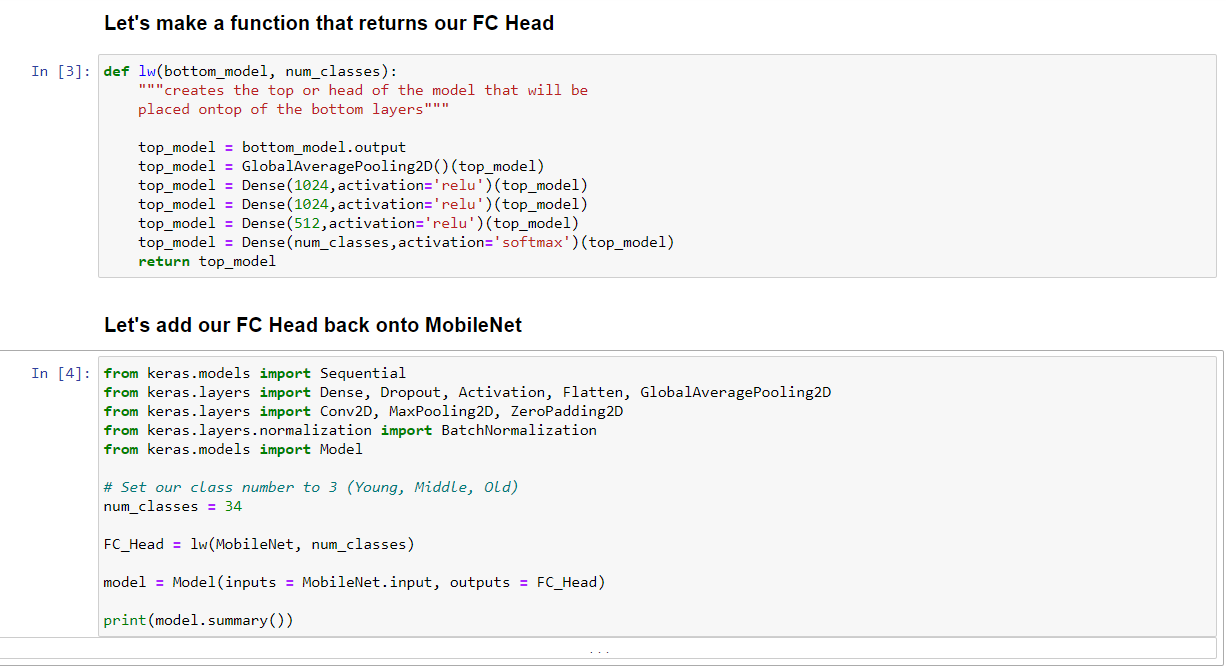 Let's make a function that returns our FC Head
In [3]: def lw(bottom_model, num_classes):
    """creates the top or head of the model that will be
    placed ontop of the bottom layers"""
    top_model = bottom_model.output
    top_model = GlobalAveragePooling2D()(top_model)
    top_model = Dense(1024,activation='relu')(top_model)
    top_model = Dense(1024,activation='relu')(top_model)
    top_model = Dense(512,activation='relu')(top_model)
    top_model = Dense(num_classes,activation='softmax')(top_model)
    return top_model
Let's add our FC Head back onto MobileNet
In [4]: from keras.models import Sequential
from keras.layers import Dense, Dropout, Activation, Flatten, GlobalAveragePooling2D
from keras.layers import Conv2D, MaxPooling2D, ZeroPadding2D
from keras.layers.normalization import BatchNormalization
from keras.models import Model
# Set our class number to 3 (Young, Middle, Old)
num_classes = 34
FC_Head = lw(MobileNet, num_classes)
model = Model(inputs = MobileNet.input, outputs = FC_Head)
print(model.summary())
...